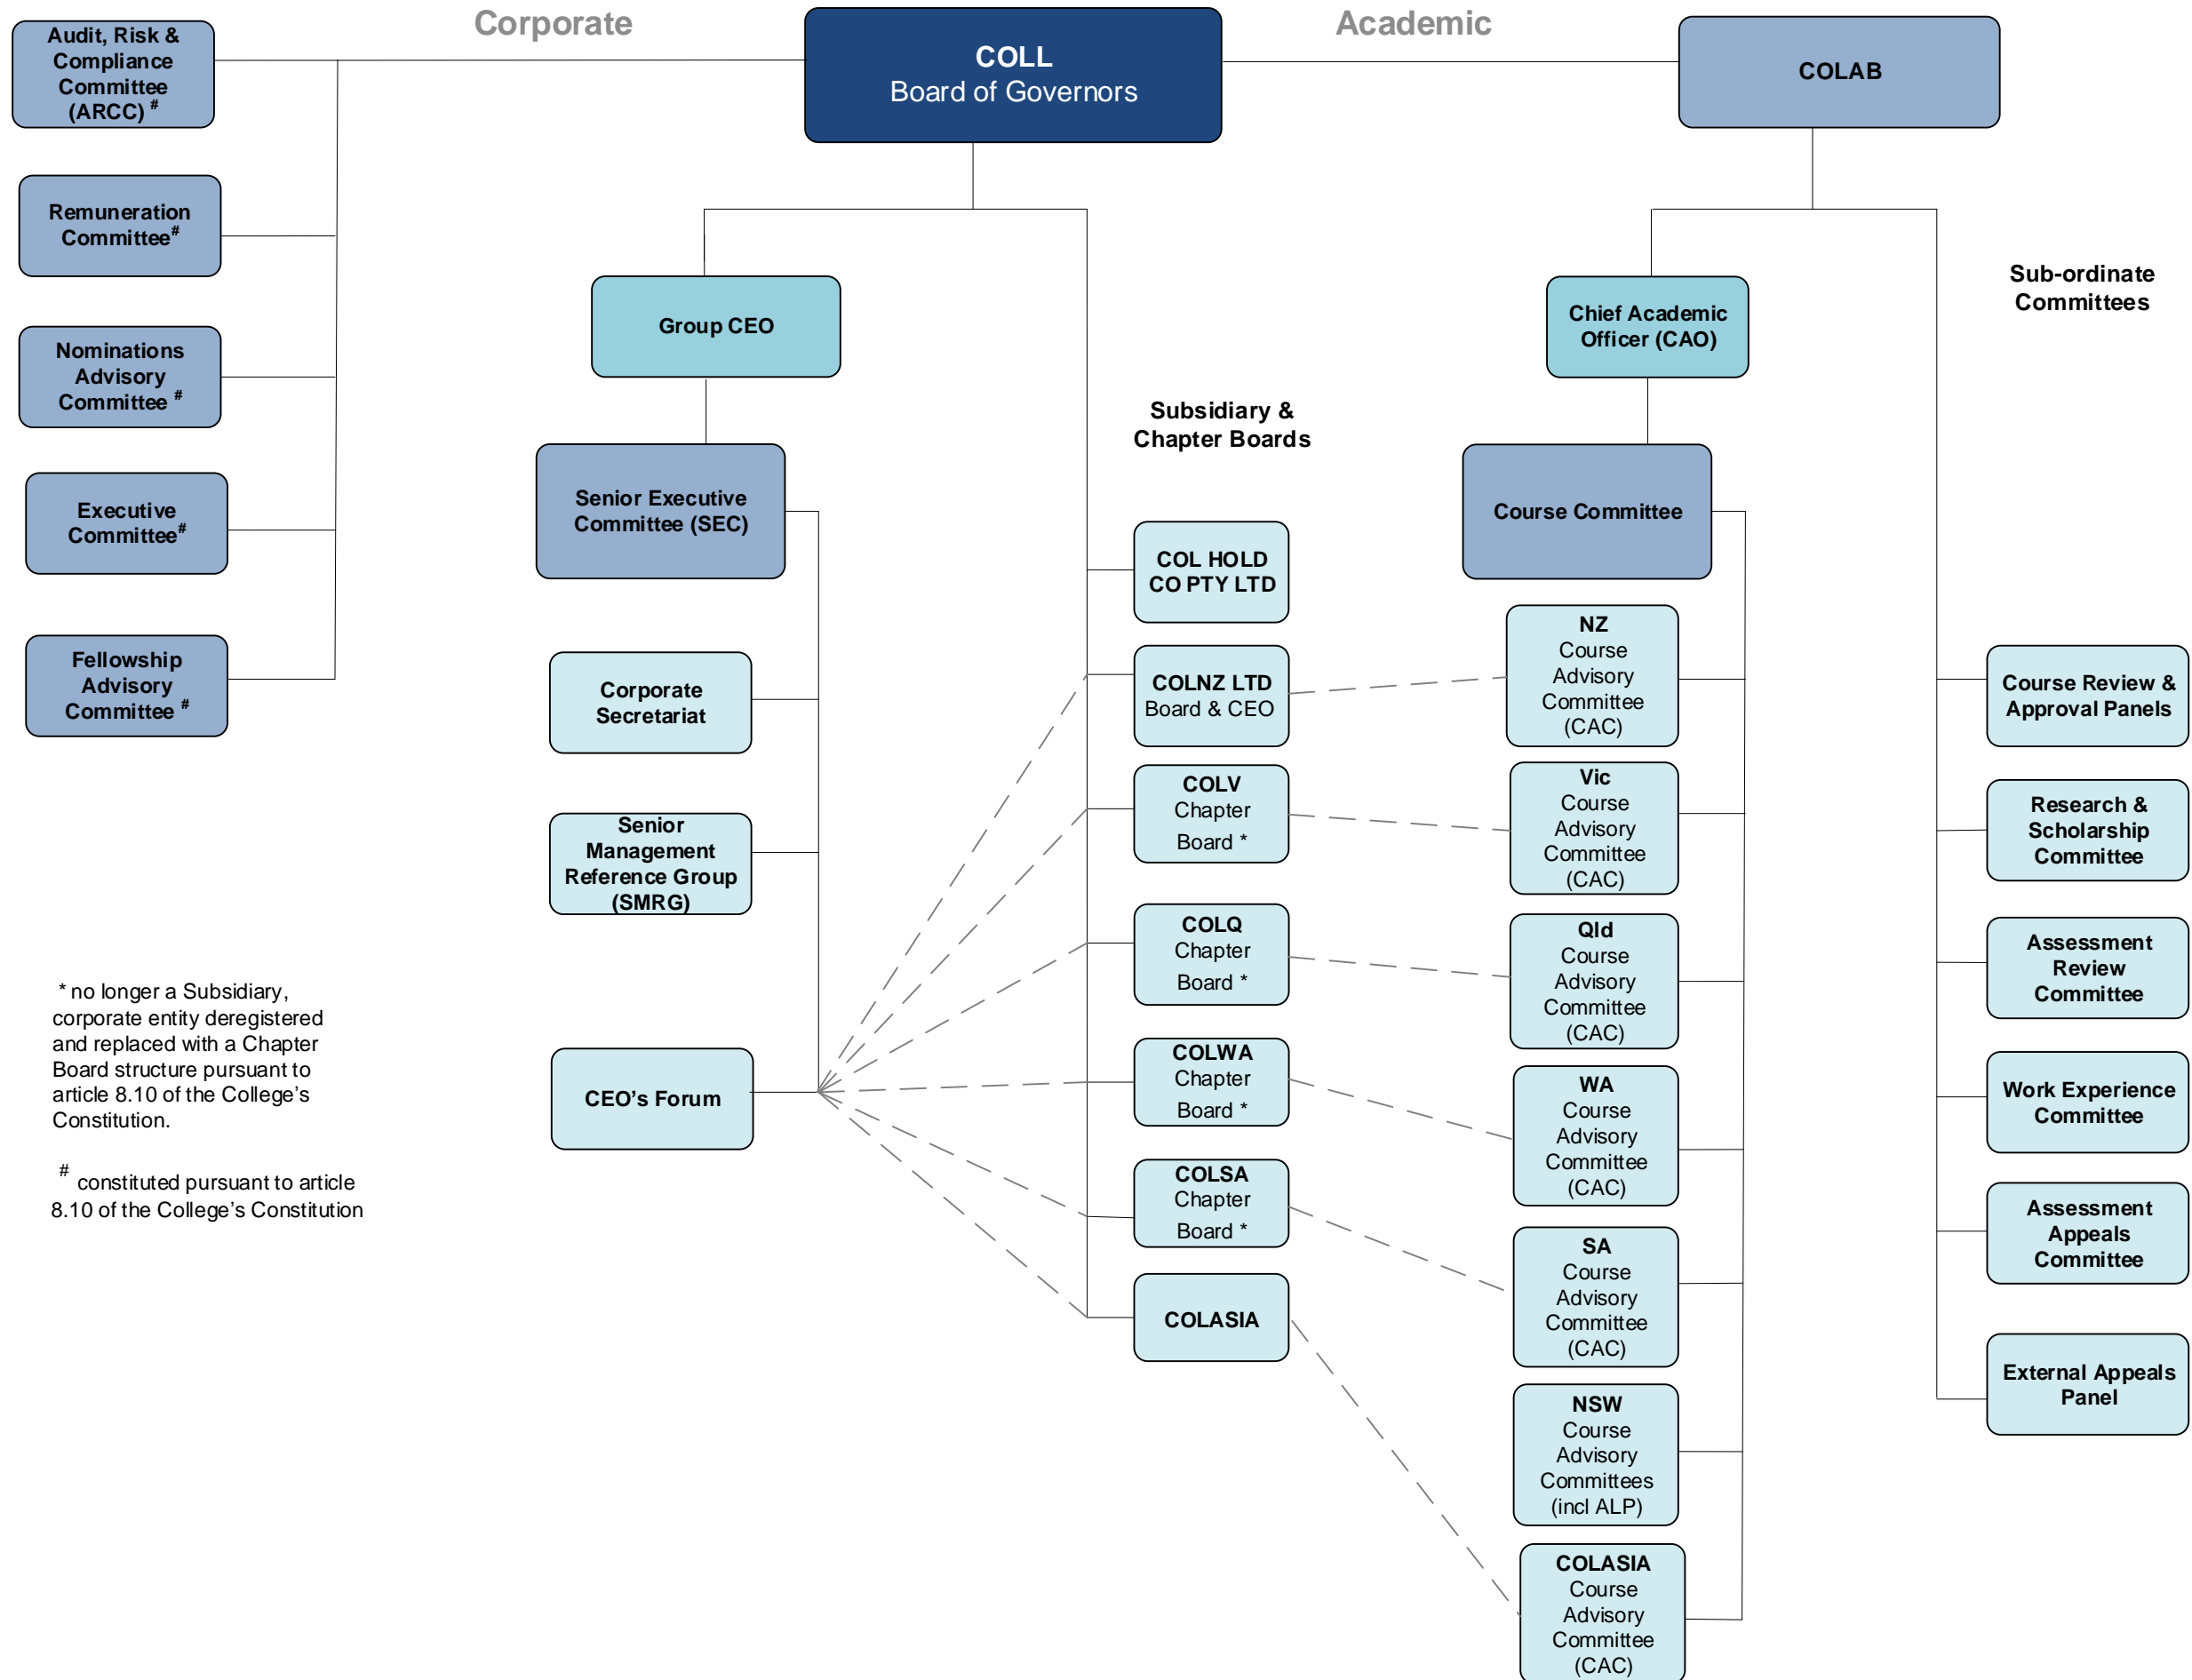 Corporate
Academic
Audit, Risk &
Compliance
Committee
(ARCC) #
COLL
Board of Governors
COLAB
Remuneration
Committee#
Nominations
Advisory
Committee #
Executive
Committee#
Fellowship
Advisory
Committee #
Group CEO
Senior Executive
Committee (SEC)
Corporate
Secretariat
Senior
Management
Reference Group
(SMRG)
CEO's Forum
Subsidiary &
Chapter Boards
COL HOLD
CO PTY LTD
COLNZ LTD
Board & CEO
COLV
Chapter
Board *
COLQ
Chapter
Board *
COLWA
Chapter
Board *
COLSA
Chapter
Board *
COLASIA
Chief Academic
Officer (CAO)
Course Committee
NZ
Course
Advisory
Committee
(CAC)
Vic
Course
Advisory
Committee
(CAC)
Qld
Course
Advisory
Committee
(CAC)
WA
Course
Advisory
Committee
(CAC)
SA
Course
Advisory
Committee
(CAC)
NSW
Course
Advisory
Committees
(incl ALP)
COLASIA
Course
Advisory
Committee
(CAC)
Sub-ordinate
Committees
Course Review &
Approval Panels
Research &
Scholarship
Committee
Assessment
Review
Committee
Work Experience
Committee
Assessment
Appeals
Committee
External Appeals
Panel
* no longer a Subsidiary,
corporate entity deregistered
and replaced with a Chapter
Board structure pursuant to
article 8.10 of the College's
Constitution.
# constituted pursuant to article
8.10 of the College's Constitution